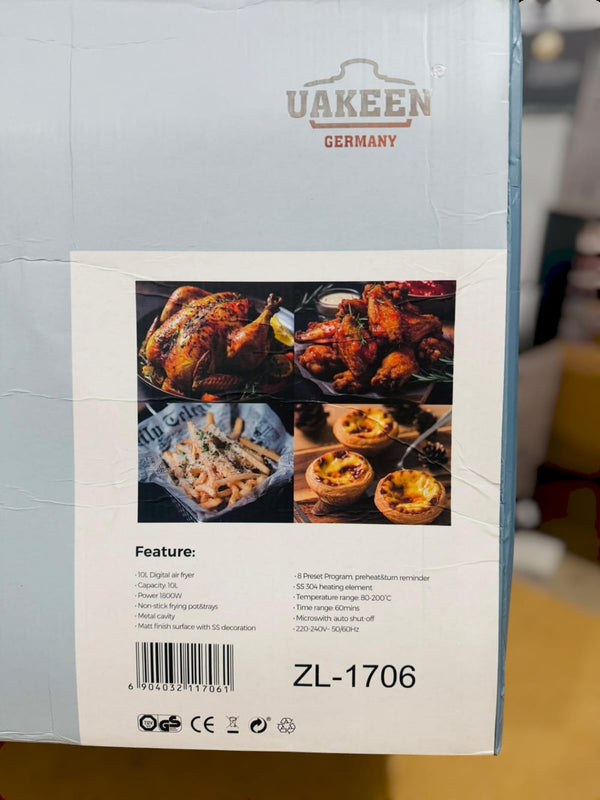 UAKEEN
GERMANY
Feature:
· 10L Digital air fryer
· Capacity: 10L
· Power 1800W
· Non-stick frying pot&trays
· Metal cavity
· Matt finish surface with SS decoration
· 8 Preset Program, preheat&turn reminder
· SS 304 heating element
· Temperature range: 80-200°C
· Time range: 60mins
· Microswith: auto shut-off
· 220-240V~ 50/60Hz
6 904032 117061
ZL-1706
GS
CE